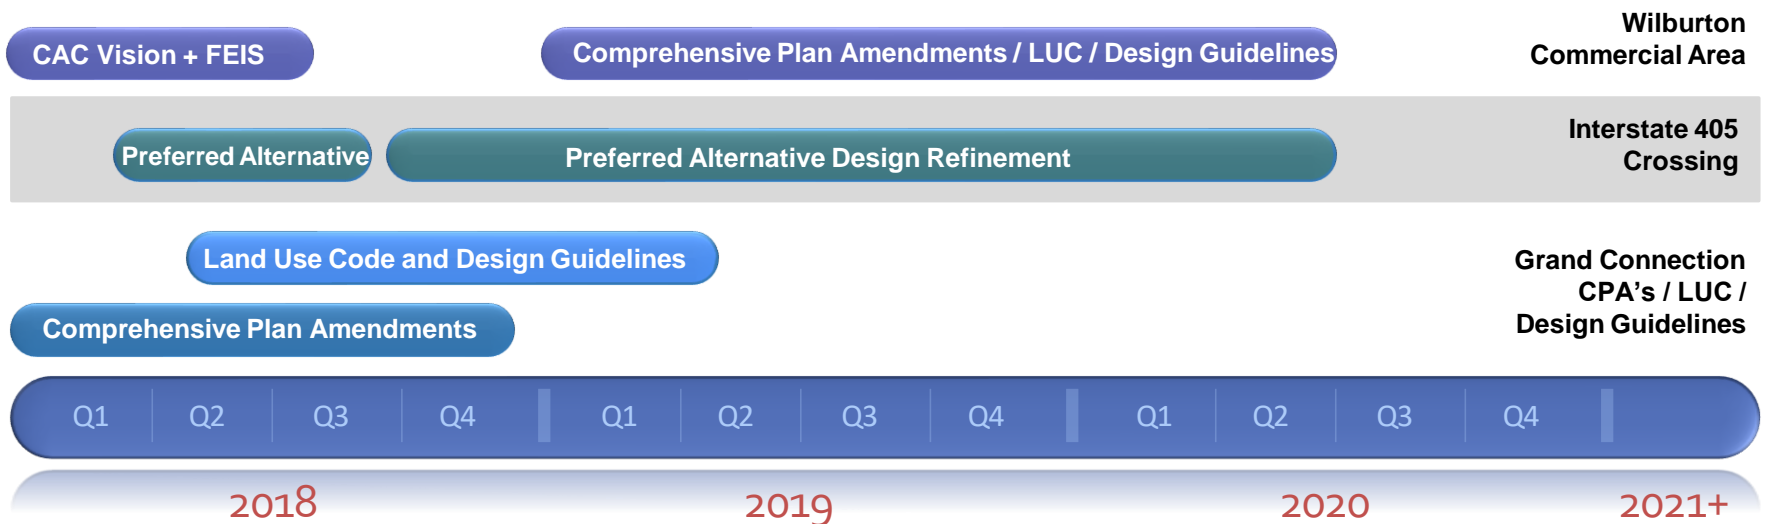 CAC Vision + FEIS
Comprehensive Plan Amendments / LUC / Design Guidelines
Wilburton
Commercial Area
Preferred Alternative
Preferred Alternative Design Refinement
Interstate 405
Crossing
Land Use Code and Design Guidelines
Comprehensive Plan Amendments
Grand Connection
CPA's / LUC /
Design Guidelines
Q1 Q2 Q3 Q4 Q1 Q2 Q3 Q4 Q1 Q2 Q3 Q4
2018 2019 2020 2021+